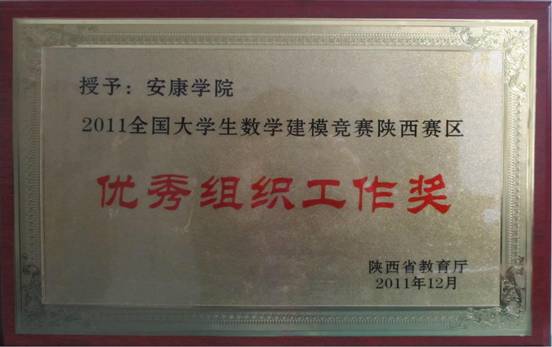 授予：安康学院
2011全国大学生数学建模竞赛陕西赛区
优秀组织工作奖
陕西省教育厅
2011年12月